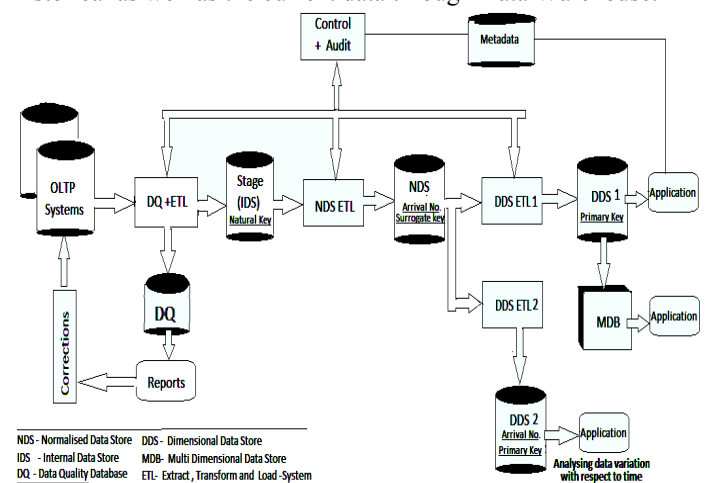 Control
+ Audit
Metadata
OLTP
Systems
DQ +ETL
Stage
(IDS)
Natural Key
NDS ETL
NDS
Arrival No.
Surrogate key
DDS ETL 1
DDS 1
Primary Key
Application
DQ
DDS ETL 2
MDB
Application
Corrections
Reports
DDS 2
Arrival No.
Primary Key
Application
Analysing data variation
with respect to time
NDS - Normalised Data Store DDS - Dimensional Data Store
IDS - Internal Data Store MDB- Multi Dimensional Data Store
DQ - Data Quality Database ETL- Extract , Transform and Load -System